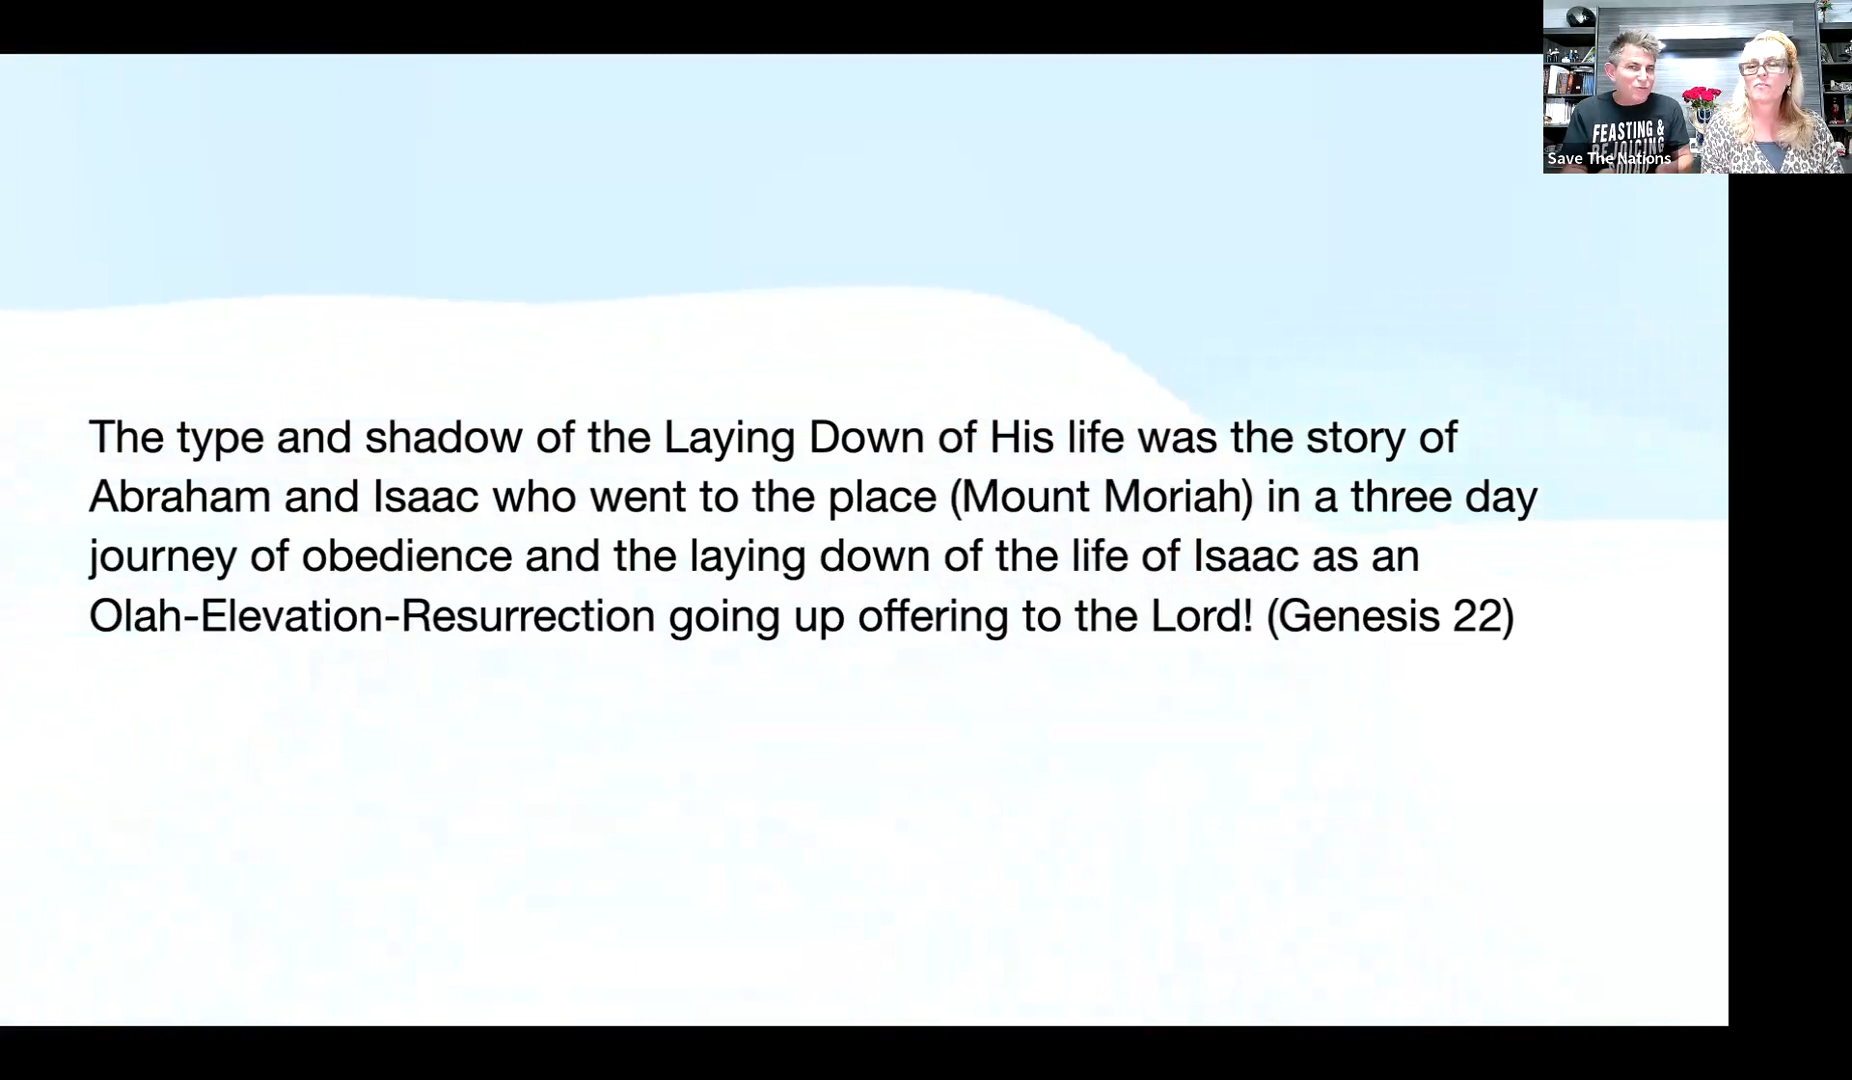 FEASTING &
REJOICING
SQUAD
Save The Nations
The type and shadow of the Laying Down of His life was the story of
Abraham and Isaac who went to the place (Mount Moriah) in a three day
journey of obedience and the laying down of the life of Isaac as an
Olah-Elevation-Resurrection going up offering to the Lord! (Genesis 22)